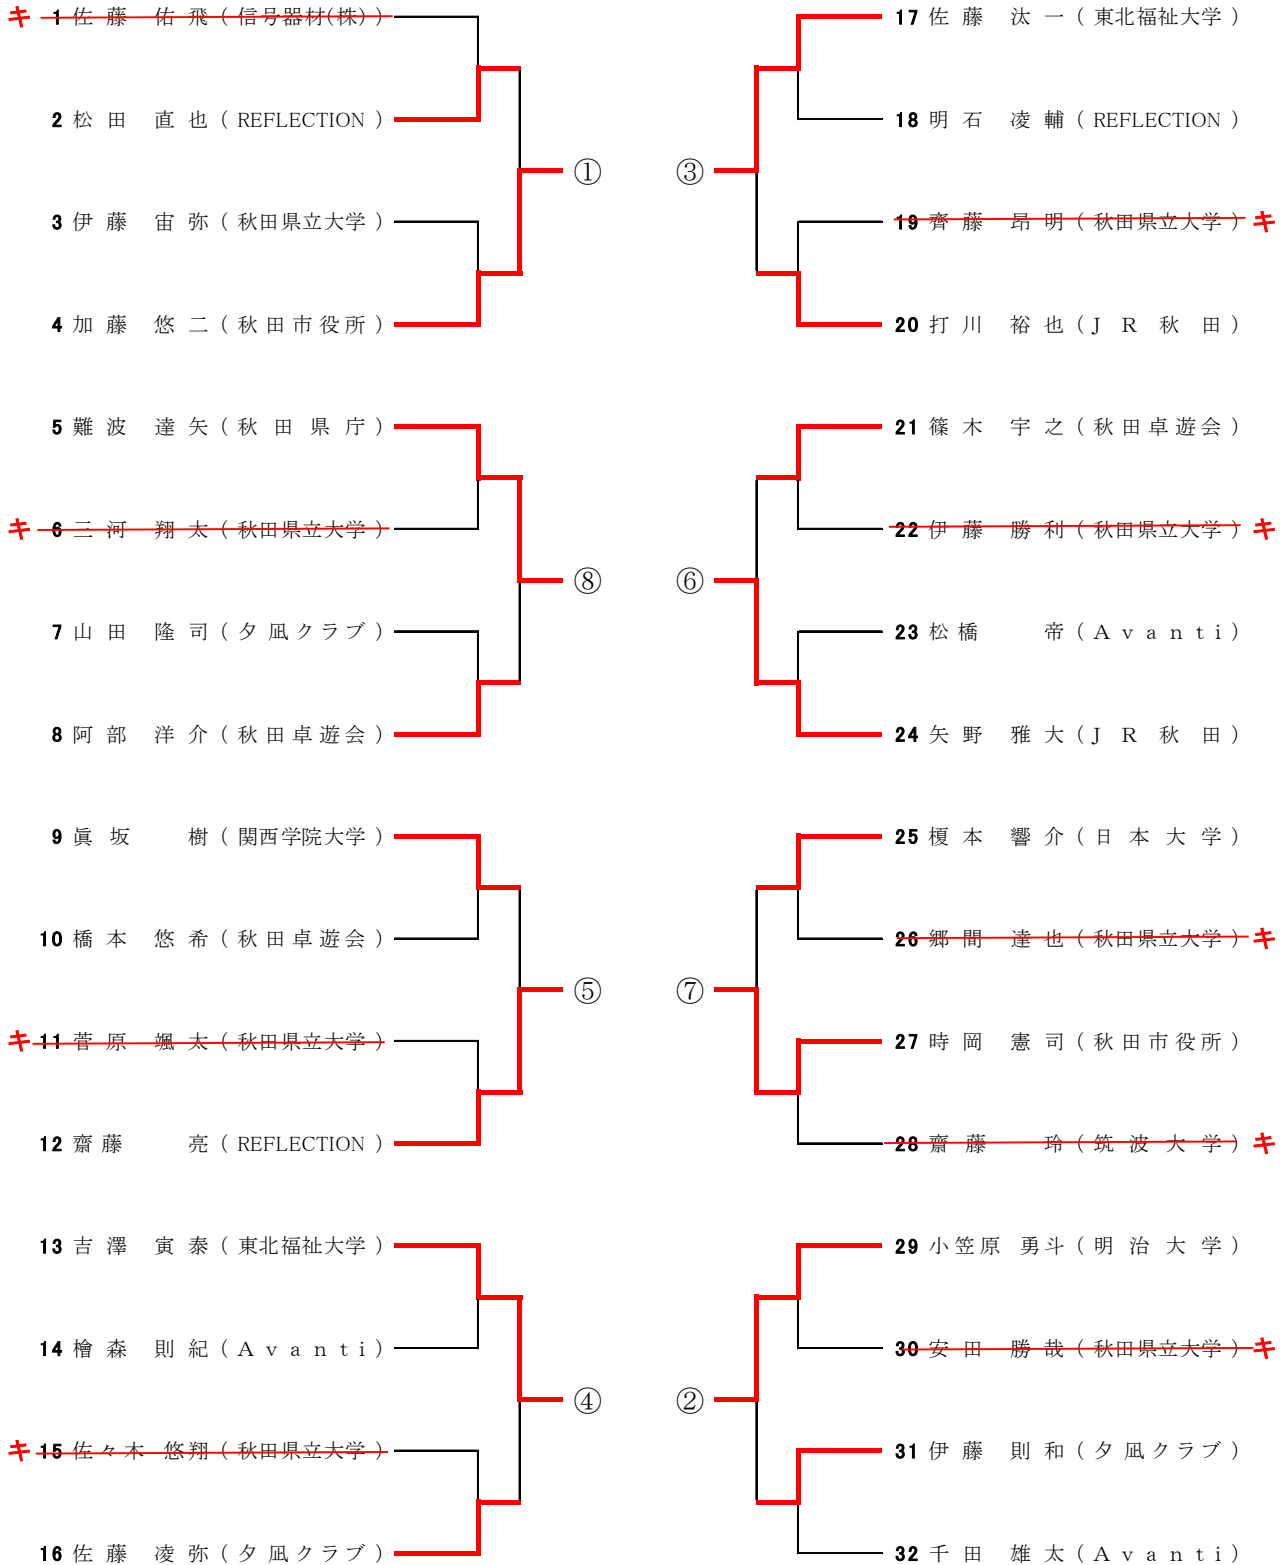 キ 1 佐藤 佑飛 ( 信号器材(株) )
2 松田 直也 ( REFLECTION )
①
3 伊藤 宙弥 ( 秋田県立大学 )
4 加藤 悠二 ( 秋田市役所 )
5 難波 達矢 ( 秋田県庁 )
キ 6 三河 翔太 ( 秋田県立大学 )
⑧
7 山田 隆司 ( 夕凪クラブ )
8 阿部 洋介 ( 秋田卓遊会 )
9 眞坂 樹 ( 関西学院大学 )
10 橋本 悠希 ( 秋田卓遊会 )
⑤
キ 11 菅原 颯太 ( 秋田県立大学 )
12 齋藤 亮 ( REFLECTION )
13 吉澤 寅泰 ( 東北福祉大学 )
14 檜森 則紀 ( Avanti )
④
キ 15 佐々木 悠翔 ( 秋田県立大学 )
16 佐藤 凌弥 ( 夕凪クラブ )
17 佐藤 汰一 ( 東北福祉大学 )
18 明石 凌輔 ( REFLECTION )
③
19 齊藤 昂明 ( 秋田県立大学 ) キ
20 打川 裕也 ( JR秋田 )
21 篠木 宇之 ( 秋田卓遊会 )
22 伊藤 勝利 ( 秋田県立大学 ) キ
⑥
23 松橋 帝 ( Avanti )
24 矢野 雅大 ( JR秋田 )
25 榎本 響介 ( 日本大学 )
26 郷間 達也 ( 秋田県立大学 ) キ
⑦
27 時岡 憲司 ( 秋田市役所 )
28 齋藤 玲 ( 筑波大学 ) キ
29 小笠原 勇斗 ( 明治大学 )
30 安田 勝哉 ( 秋田県立大学 ) キ
②
31 伊藤 則和 ( 夕凪クラブ )
32 千田 雄太 ( Avanti )